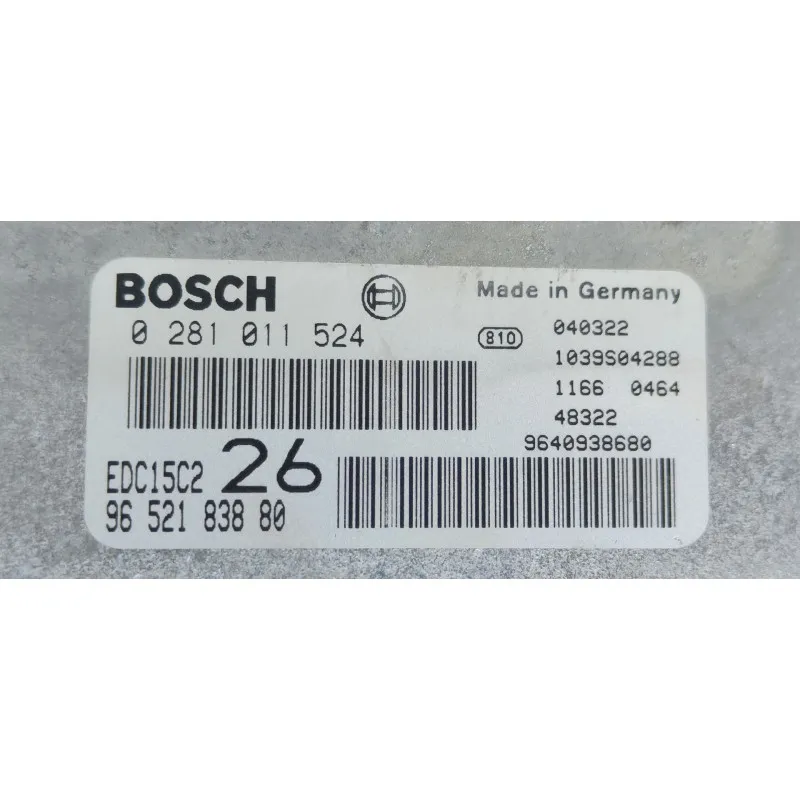 BOSCH
Made in Germany
0 281 011 524
810
040322
1039S04288
1166 0464
48322
9640938680
EDC15C2 26
96 521 838 80